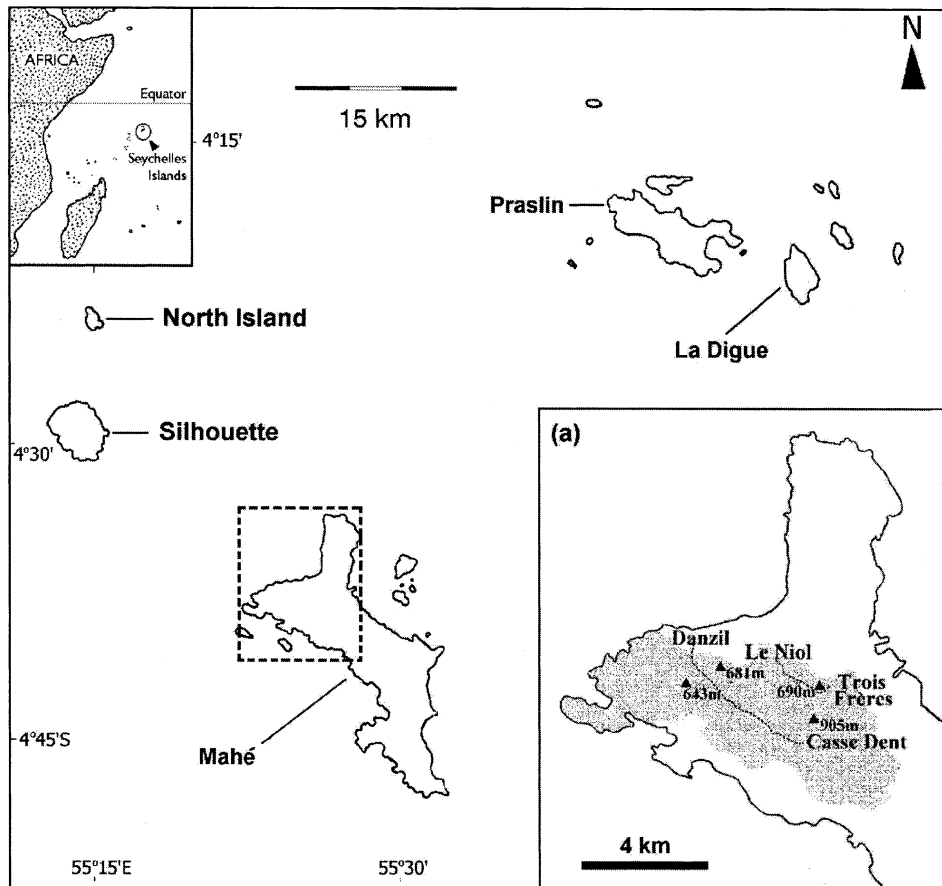 AFRICA
Equator
Seychelles
Islands
4°15'
15 km
N
Praslin
La Digue
North Island
Silhouette
4°30'
Mahé
4°45'S
55°15'E
55°30'
(a)
Danzil
Le Niol
681m
643m
690m
Trois
Frères
905m
Casse Dent
4 km